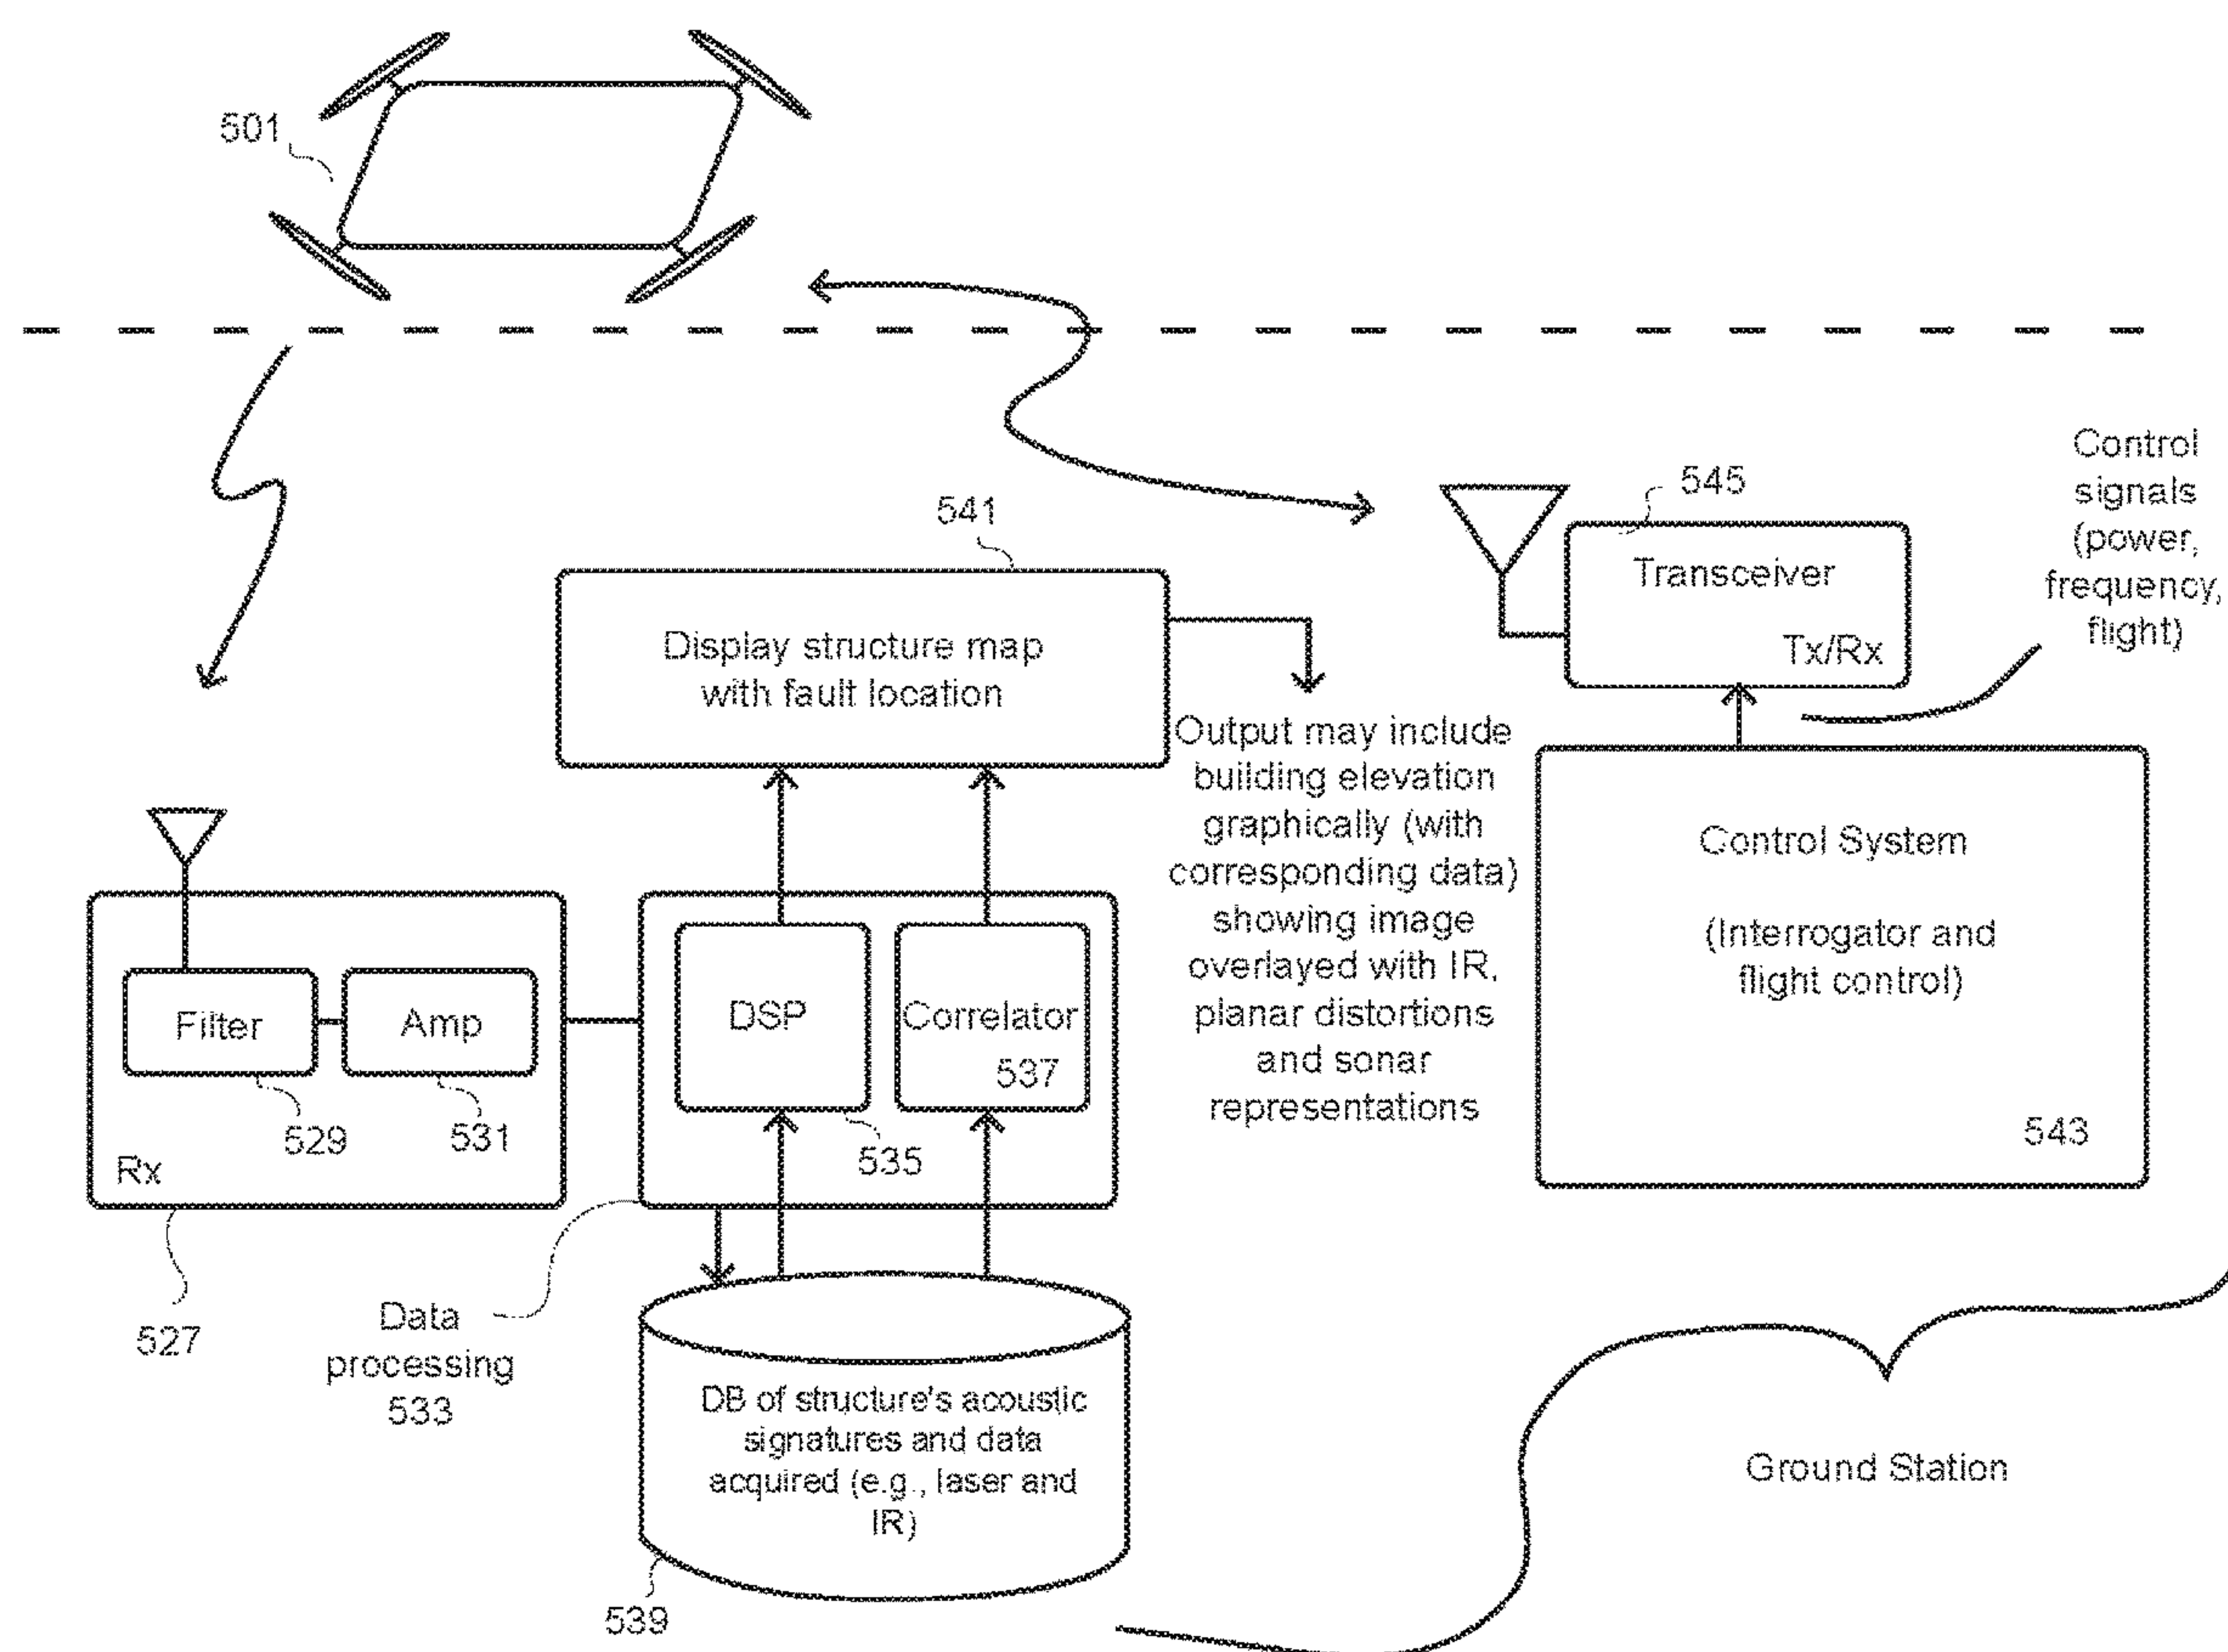 501
545
Control
signals
(power,
frequency,
flight)
541
Transceiver
Tx/Rx
Display structure map
with fault location
Output may include
building elevation
graphically (with
corresponding data)
showing image
overlayed with IR,
planar distortions
and sonar
representations
Control System
(Interrogator and
flight control)
543
Filter
Amp
529
531
Rx
527
DSP
535
Correlator
537
Data
processing
533
DB of structure's acoustic
signatures and data
acquired (e.g., laser and
IR)
539
Ground Station